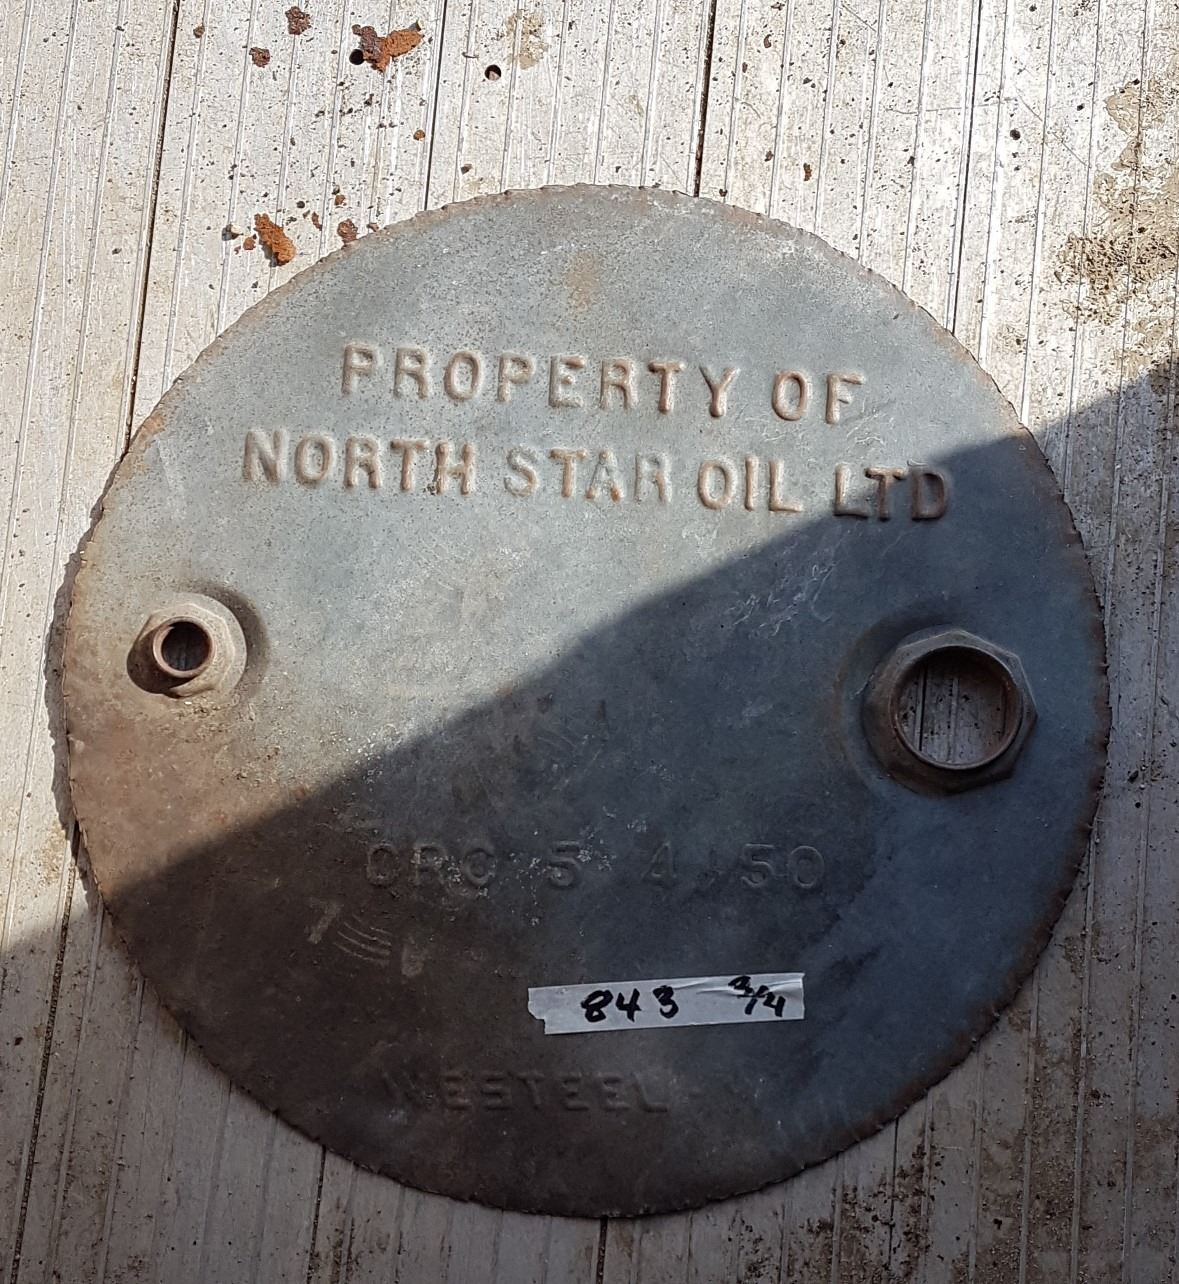 PROPERTY OF
NORTH STAR OIL LTD
CRC 5 4 50
843 3/4
WESTEEL